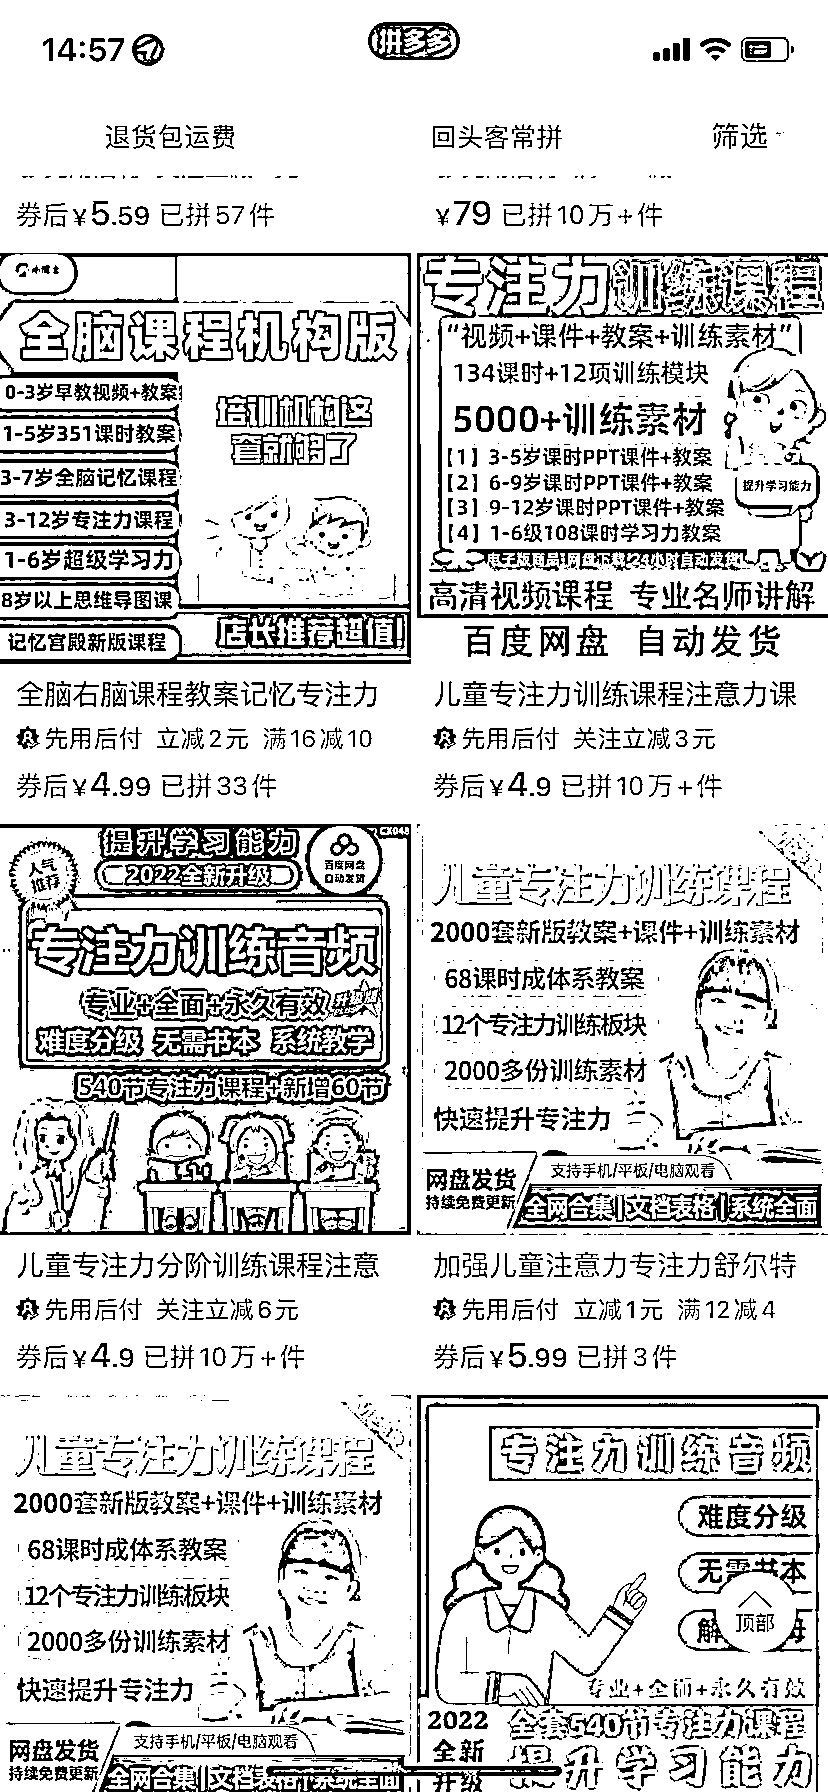 14:57
拼多多
退货包运费
回头客常拼
筛选
券后¥5.59 已拼57件
¥79 已拼10万+件
全脑课程机构版
0-3岁早教视频+教案
1-5岁351课时教案
3-7岁全脑记忆课程
3-12岁专注力课程
1-6岁超级学习力
8岁以上思维导图课
记忆宫殿新版课程
培训机构这
套就够了
店长推荐超值!
全脑右脑课程教案记忆专注力
先用后付 立减2元 满16减10
券后¥4.99 已拼33件
专注力训练课程
“视频+课件+教案+训练素材”
134课时+12项训练模块
5000+训练素材
【1】3-5岁课时PPT课件+教案
【2】6-9岁课时PPT课件+教案
【3】9-12岁课时PPT课件+教案
【4】1-6级108课时学习力教案
提升学习能力
电子版商品!网盘下载24小时自动发货!
高清视频课程 专业名师讲解
百度网盘 自动发货
儿童专注力训练课程注意力课
先用后付 关注立减3元
券后¥4.9 已拼10万+件
提升学习能力
2022全新升级
人气
推荐
百度网盘
自动发货
CX048
专注力训练音频
专业+全面+永久有效
升级版
难度分级 无需书本 系统教学
540节专注力课程+新增60节
儿童专注力分阶训练课程注意
先用后付 关注立减6元
券后¥4.9 已拼10万+件
儿童专注力训练课程
2000套新版教案+课件+训练素材
68课时成体系教案
12个专注力训练板块
2000多份训练素材
快速提升专注力
网盘发货
持续免费更新
支持手机/平板/电脑观看
全网合集|文档表格|系统全面
加强儿童注意力专注力舒尔特
先用后付 立减1元 满12减4
券后¥5.99 已拼3件
儿童专注力训练课程
2000套新版教案+课件+训练素材
68课时成体系教案
12个专注力训练板块
2000多份训练素材
快速提升专注力
网盘发货
持续免费更新
支持手机/平板/电脑观看
全网合集|文档表格|系统全面
专注力训练音频
难度分级
无需书本
解
母
顶部
专业+全面+永久有效
2022
全新
升级
全套540节专注力课程
提升学习能力